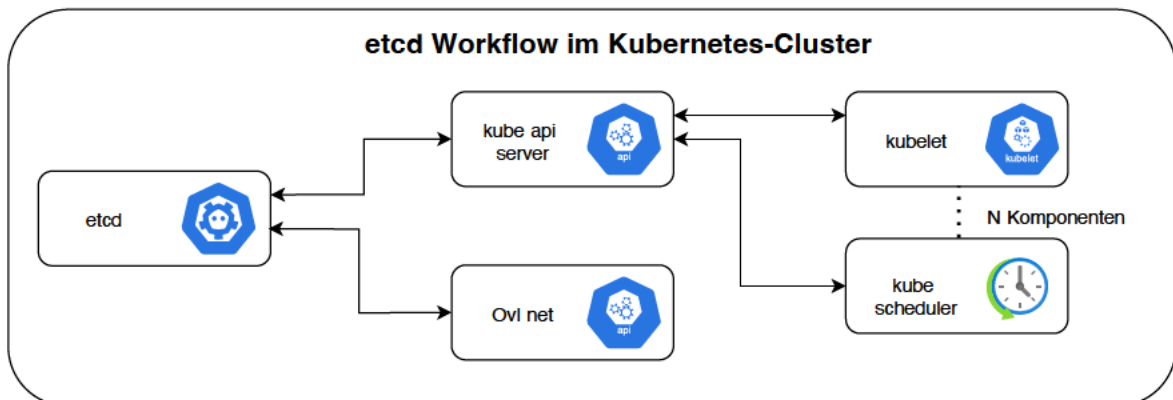 etcd Workflow im Kubernetes-Cluster
kube api
server
api
kubelet
kubelet
etcd
N Komponenten
Ovl net
api
kube
scheduler